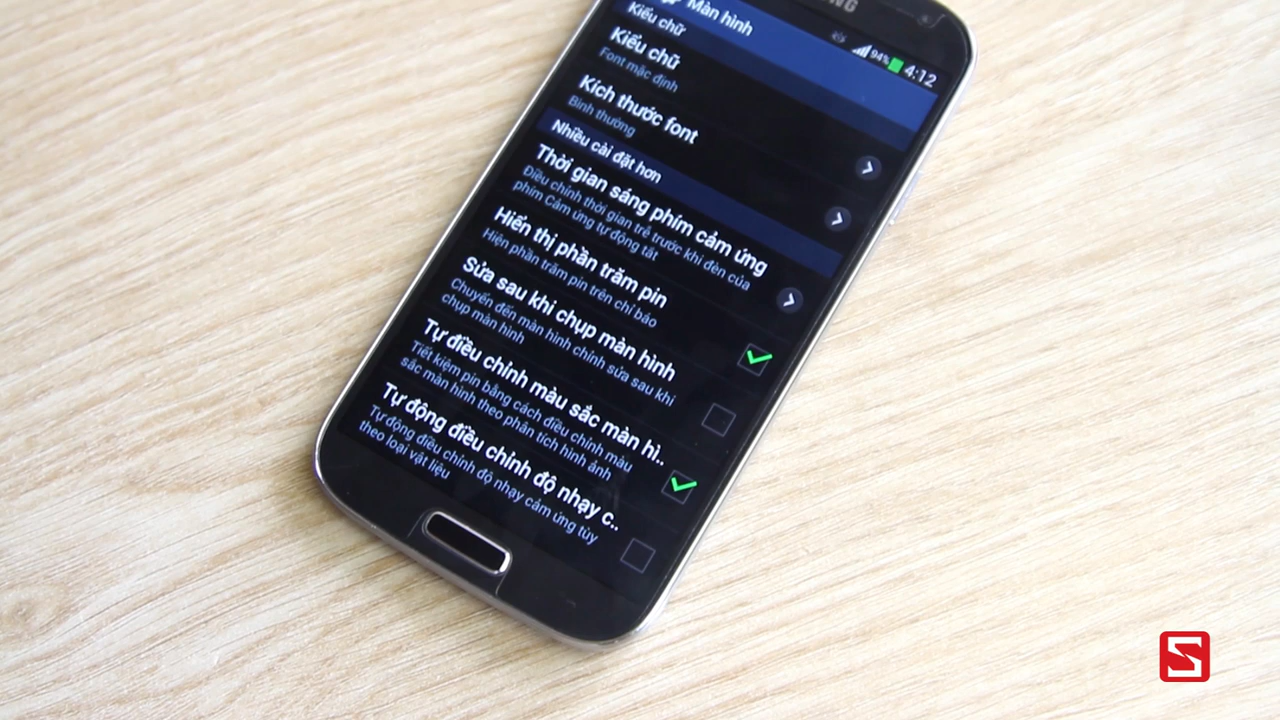 Màn hình
94%
4:12
Kiểu chữ
Kiểu chữ
Font mặc định
Kích thước font
Bình thường
Nhiều cài đặt hơn
Thời gian sáng phím cảm ứng
Điều chỉnh thời gian trễ trước khi đèn của
phím Cảm ứng tự động tắt
Hiển thị phần trăm pin
Hiện phần trăm pin trên chỉ báo
Sửa sau khi chụp màn hình
Chuyển đến màn hình chỉnh sửa sau khi
chụp màn hình
Tự điều chỉnh màu sắc màn hì..
Tiết kiệm pin bằng cách điều chỉnh màu
sắc màn hình theo phân tích hình ảnh
Tự động điều chỉnh độ nhạy c..
Tự động điều chỉnh độ nhạy cảm ứng tùy
theo loại vật liệu
S